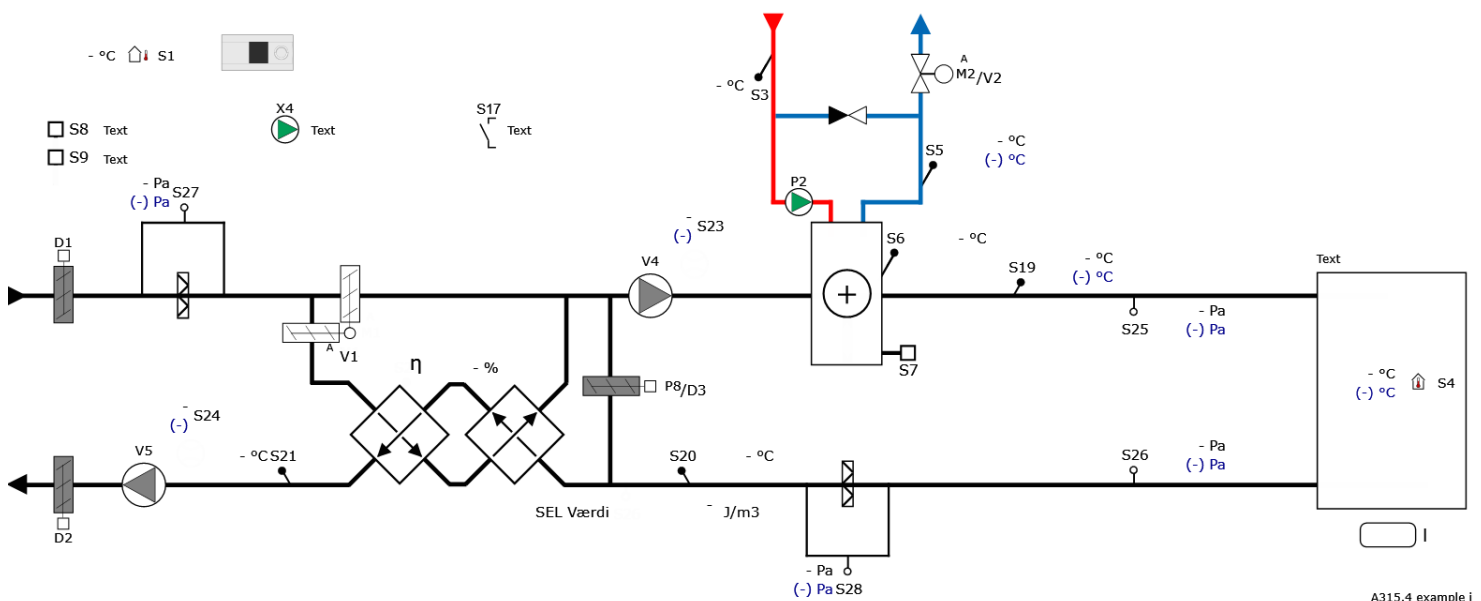 - °C S1
A
M2/V2
- °C
S3
X4
Text
S17
Text
S8 Text
S9 Text
- °C
(-) °C
S5
- Pa
(-) Pa
S27
P2
D1
-
(-)
S23
V4
S6
- °C
S19
- °C
(-) °C
Text
S25
- Pa
(-) Pa
A
V1
S7
η
- %
P8/D3
- °C
(-) °C
S4
-
(-)
S24
V5
- °C S21
S20
- °C
S26
- Pa
(-) Pa
D2
SEL Værdi
- J/m3
I
- Pa
(-) Pa
S28
A315.4 example i